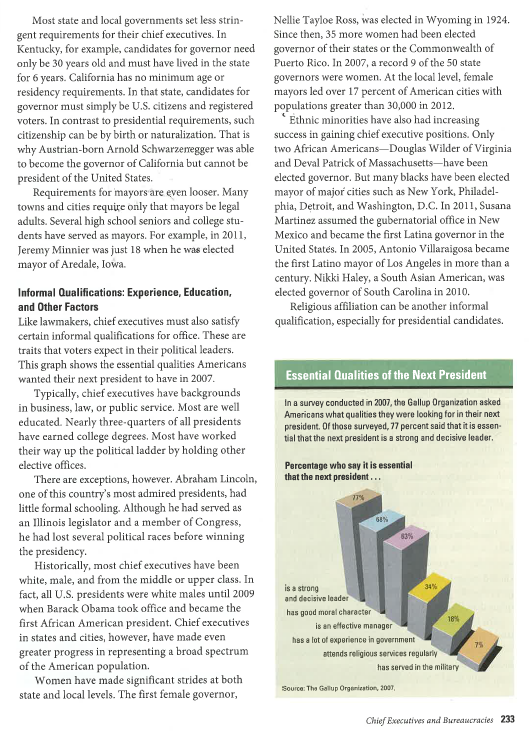 Most state and local governments set less strin-
gent requirements for their chief executives. In
Kentucky, for example, candidates for governor need
only be 30 years old and must have lived in the state
for 6 years. California has no minimum age or
residency requirements. In that state, candidates for
governor must simply be U.S. citizens and registered
voters. In contrast to presidential requirements, such
citizenship can be by birth or naturalization. That is
why Austrian-born Arnold Schwarzenegger was able
to become the governor of California but cannot be
president of the United States.
Requirements for mayors are even looser. Many
towns and cities require only that mayors be legal
adults. Several high school seniors and college stu-
dents have served as mayors. For example, in 2011,
Jeremy Minnier was just 18 when he was elected
mayor of Aredale, Iowa.
Informal Qualifications: Experience, Education,
and Other Factors
Like lawmakers, chief executives must also satisfy
certain informal qualifications for office. These are
traits that voters expect in their political leaders.
This graph shows the essential qualities Americans
wanted their next president to have in 2007.
Typically, chief executives have backgrounds
in business, law, or public service. Most are well
educated. Nearly three-quarters of all presidents
have earned college degrees. Most have worked
their way up the political ladder by holding other
elective offices.
There are exceptions, however. Abraham Lincoln,
one of this country's most admired presidents, had
little formal schooling. Although he had served as
an Illinois legislator and a member of Congress,
he had lost several political races before winning
the presidency.
Historically, most chief executives have been
white, male, and from the middle or upper class. In
fact, all U.S. presidents were white males until 2009
when Barack Obama took office and became the
first African American president. Chief executives
in states and cities, however, have made even
greater progress in representing a broad spectrum
of the American population.
Women have made significant strides at both
state and local levels. The first female governor,
Nellie Tayloe Ross, was elected in Wyoming in 1924.
Since then, 35 more women had been elected
governor of their states or the Commonwealth of
Puerto Rico. In 2007, a record 9 of the 50 state
governors were women. At the local level, female
mayors led over 17 percent of American cities with
populations greater than 30,000 in 2012.
Ethnic minorities have also had increasing
success in gaining chief executive positions. Only
two African Americans—Douglas Wilder of Virginia
and Deval Patrick of Massachusetts—have been
elected governor. But many blacks have been elected
mayor of major cities such as New York, Philadel-
phia, Detroit, and Washington, D.C. In 2011, Susana
Martinez assumed the gubernatorial office in New
Mexico and became the first Latina governor in the
United States. In 2005, Antonio Villaraigosa became
the first Latino mayor of Los Angeles in more than a
century. Nikki Haley, a South Asian American, was
elected governor of South Carolina in 2010.
Religious affiliation can be another informal
qualification, especially for presidential candidates.
Essential Qualities of the Next President
In a survey conducted in 2007, the Gallup Organization asked
Americans what qualities they were looking for in their next
president. Of those surveyed, 77 percent said that it is essen-
tial that the next president is a strong and decisive leader.
Percentage who say it is essential
that the next president . . .
77%
68%
63%
34%
18%
7%
is a strong
and decisive leader
has good moral character
is an effective manager
has a lot of experience in government
attends religious services regularly
has served in the military
Source: The Gallup Organization, 2007.
Chief Executives and Bureaucracies 233